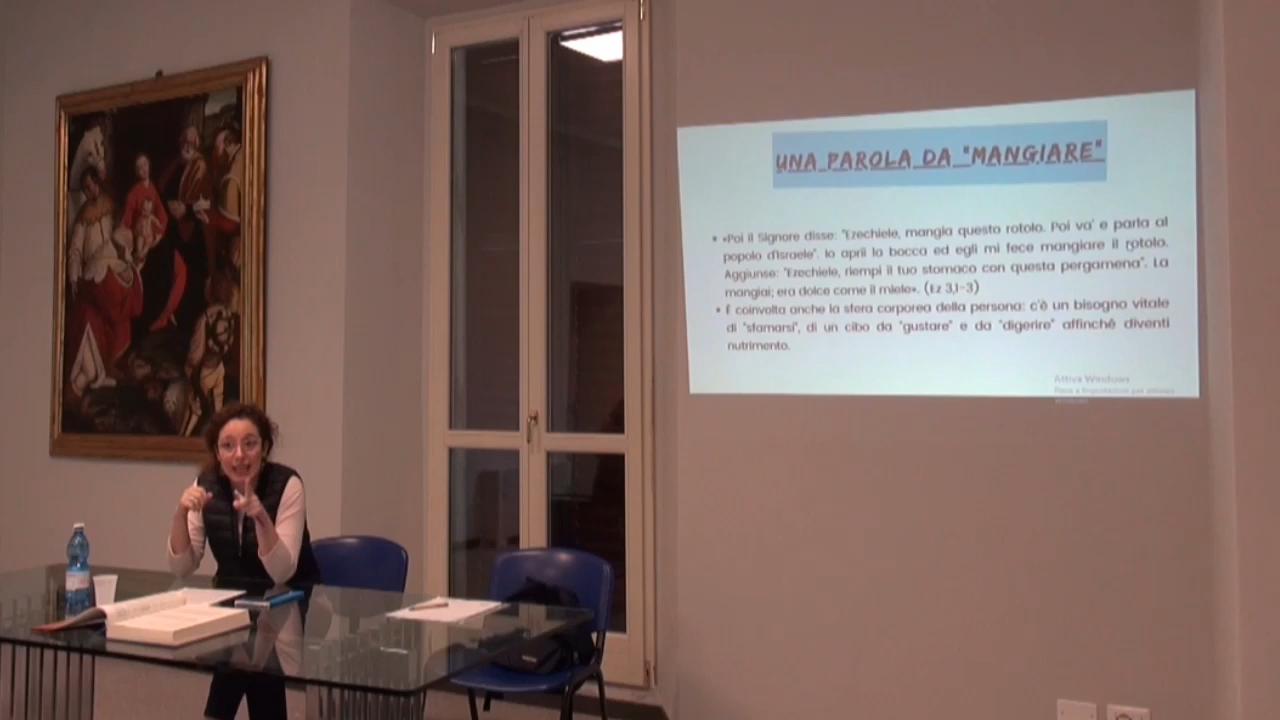 UNA PAROLA DA "MANGIARE"
• «Poi il Signore disse: "Ezechiele, mangia questo rotolo. Poi va' e parla al
popolo d'Israele". Io aprii la bocca ed egli mi fece mangiare il rotolo.
Aggiunse: "Ezechiele, riempi il tuo stomaco con questa pergamena". La
mangiai; era dolce come il miele». (Ez 3,1-3)
• È coinvolta anche la sfera corporea della persona: c'è un bisogno vitale
di "sfamarsi", di un cibo da "gustare" e da "digerire" affinché diventi
nutrimento.
Attiva Windows